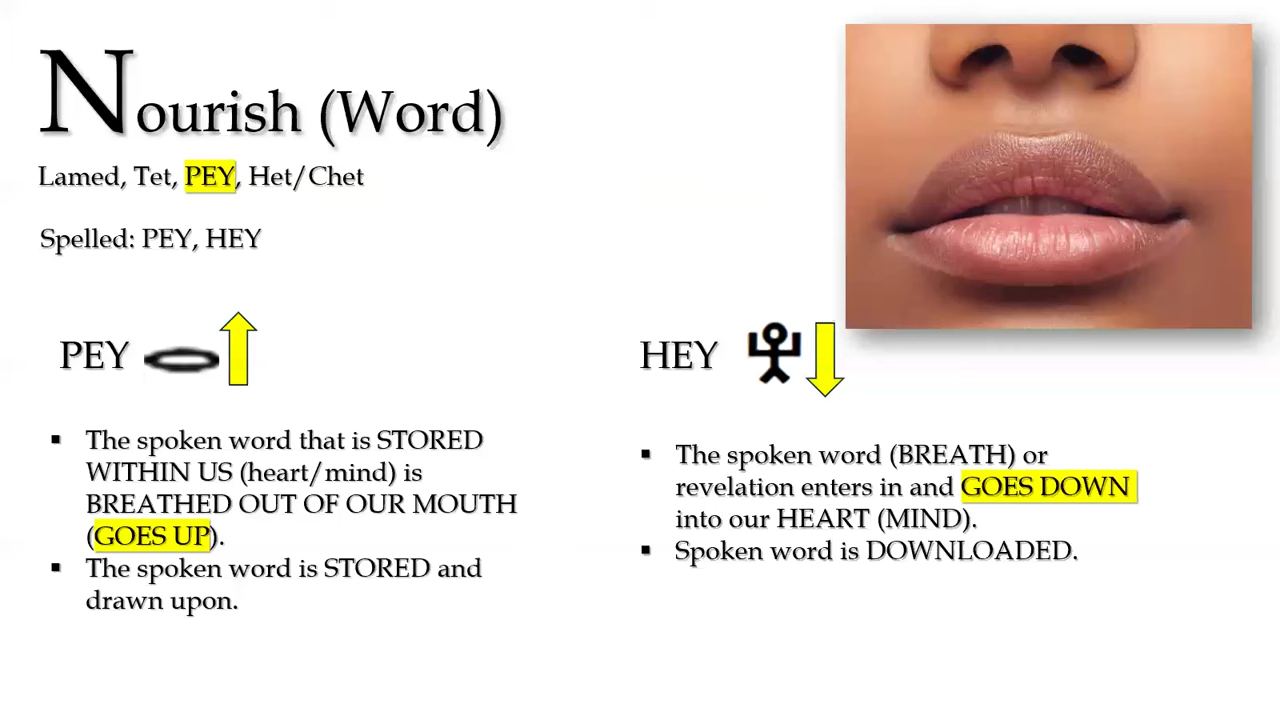 Nourish (Word)
Lamed, Tet, PEY, Het/Chet
Spelled: PEY, HEY
PEY
▪ The spoken word that is STORED
WITHIN US (heart/mind) is
BREATHED OUT OF OUR MOUTH
(GOES UP).
▪ The spoken word is STORED and
drawn upon.
HEY
▪ The spoken word (BREATH) or
revelation enters in and GOES DOWN
into our HEART (MIND).
▪ Spoken word is DOWNLOADED.